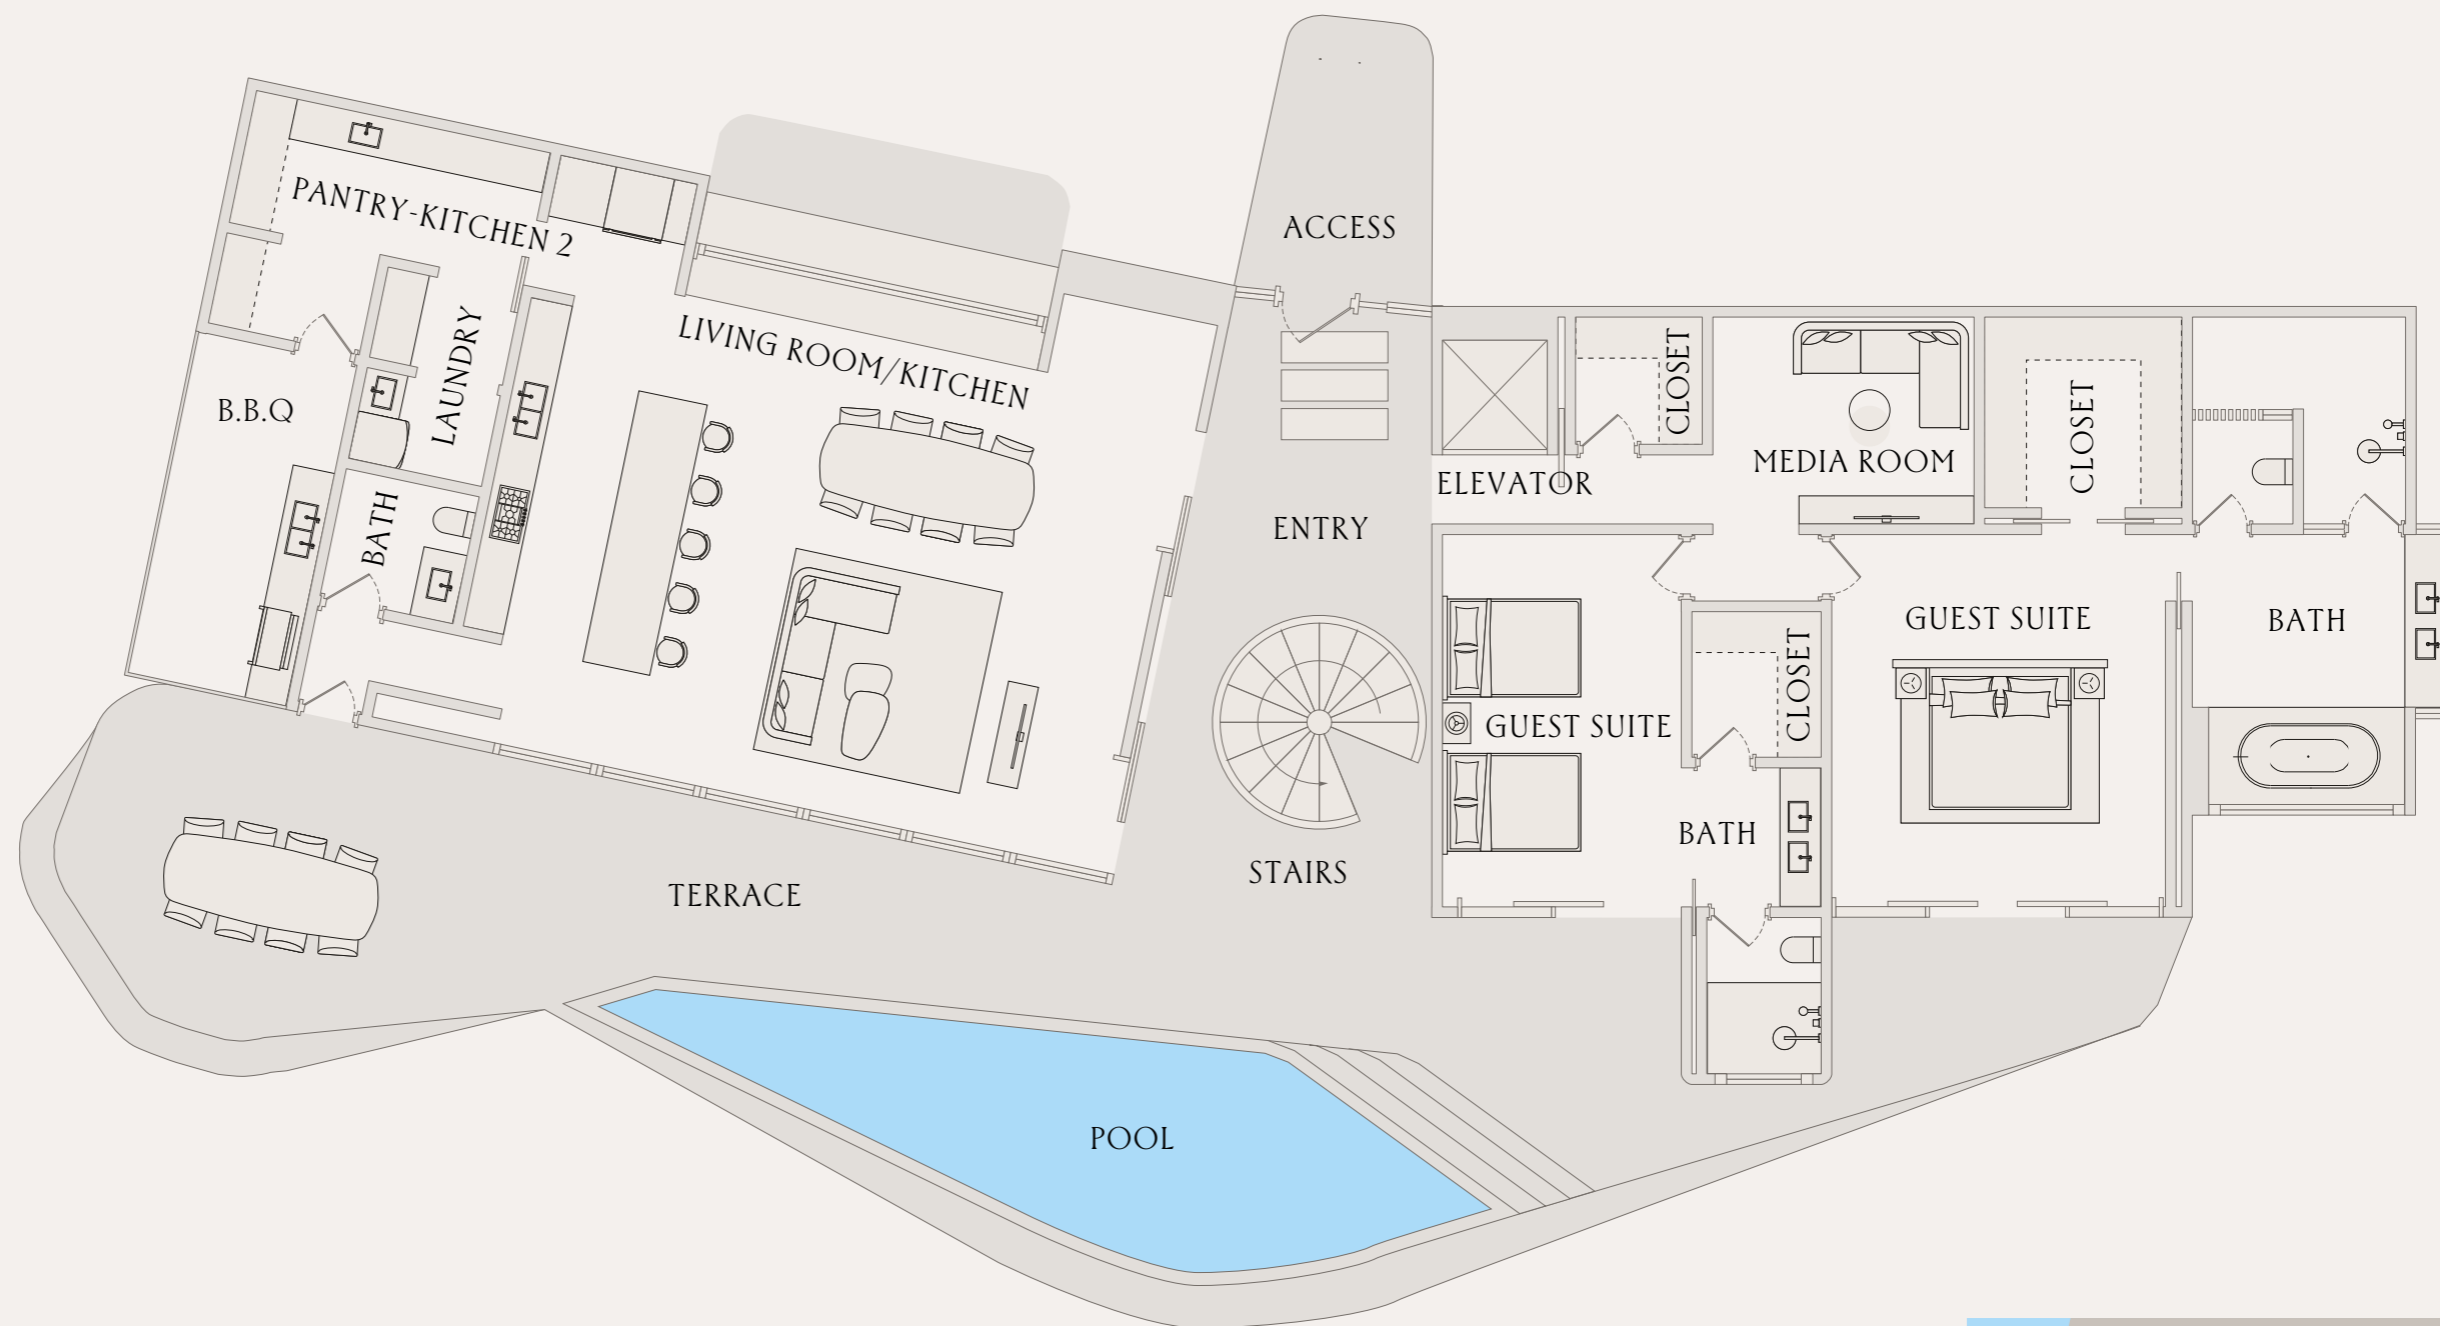 ACCESS
PANTRY-KITCHEN 2
LIVING ROOM/KITCHEN
LAUNDRY
B.B.Q
BATH
CLOSET
MEDIA ROOM
CLOSET
ELEVATOR
ENTRY
GUEST SUITE
BATH
CLOSET
GUEST SUITE
BATH
STAIRS
TERRACE
POOL